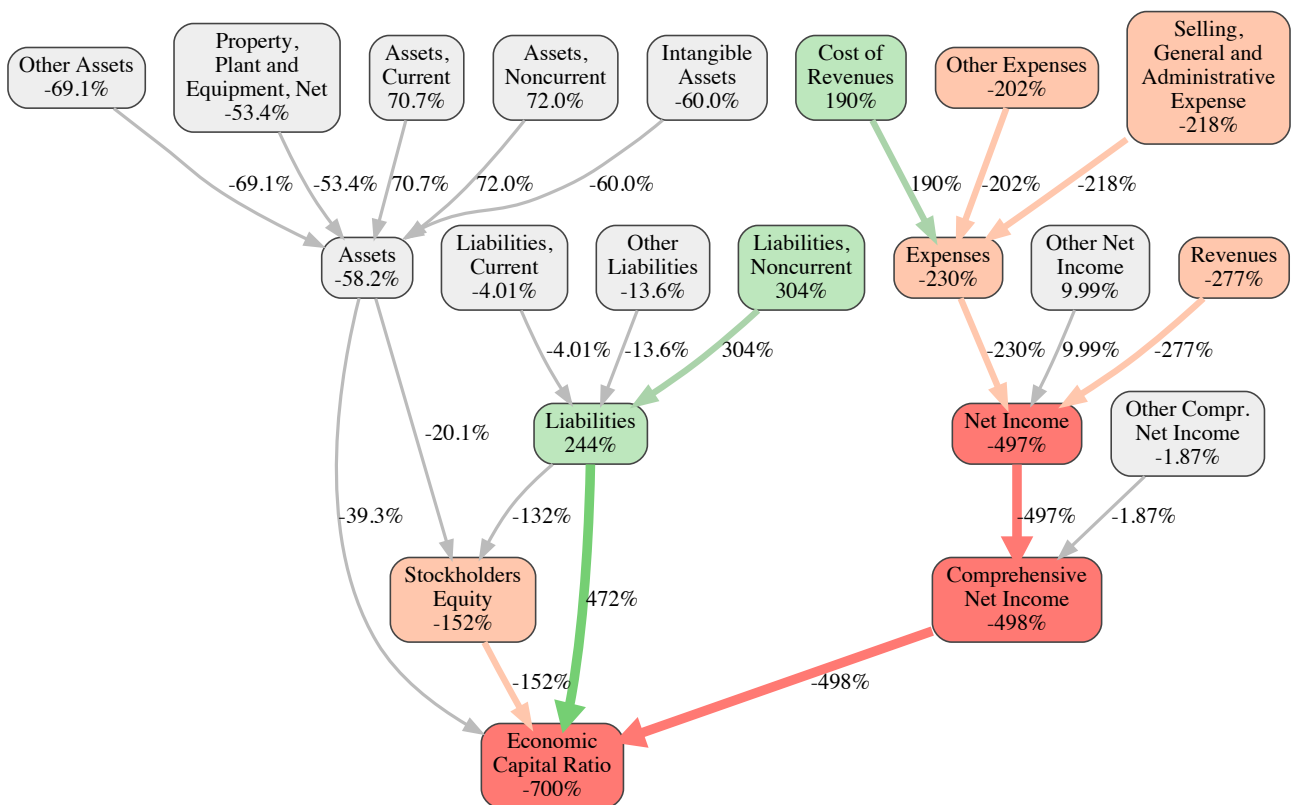 Other Assets
-69.1%
Property,
Plant and
Equipment, Net
-53.4%
Assets,
Current
70.7%
Assets,
Noncurrent
72.0%
Intangible
Assets
-60.0%
Cost of
Revenues
190%
Other Expenses
-202%
Selling,
General and
Administrative
Expense
-218%
-69.1%
-53.4%
70.7%
72.0%
-60.0%
190%
-202%
-218%
Assets
-58.2%
Liabilities,
Current
-4.01%
Other
Liabilities
-13.6%
Liabilities,
Noncurrent
304%
Expenses
-230%
Other Net
Income
9.99%
Revenues
-277%
-4.01%
-13.6%
304%
-230%
9.99%
-277%
-20.1%
Liabilities
244%
Net Income
-497%
Other Compr.
Net Income
-1.87%
-39.3%
-132%
-497%
-1.87%
Stockholders
Equity
-152%
472%
Comprehensive
Net Income
-498%
-152%
-498%
Economic
Capital Ratio
-700%